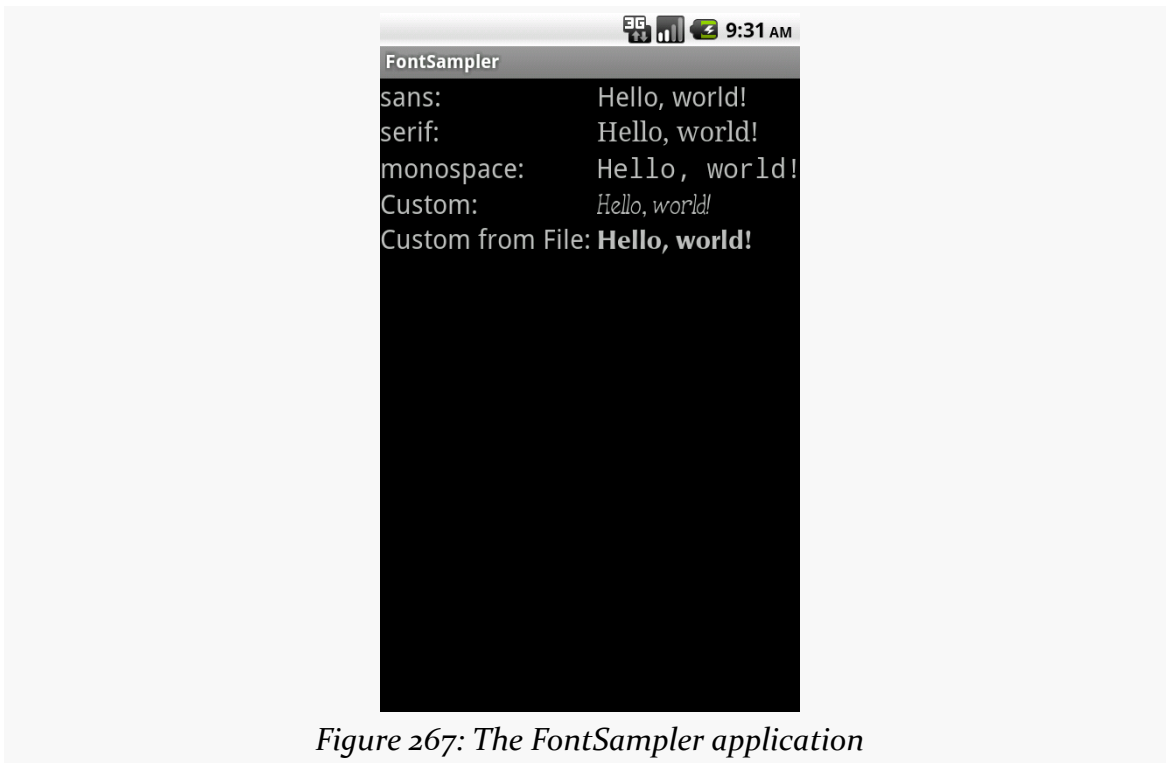 3G 9:31 AM
FontSampler
sans: Hello, world!
serif: Hello, world!
monospace: Hello, world!
Custom: Hello, world!
Custom from File: Hello, world!
Figure 267: The FontSampler application